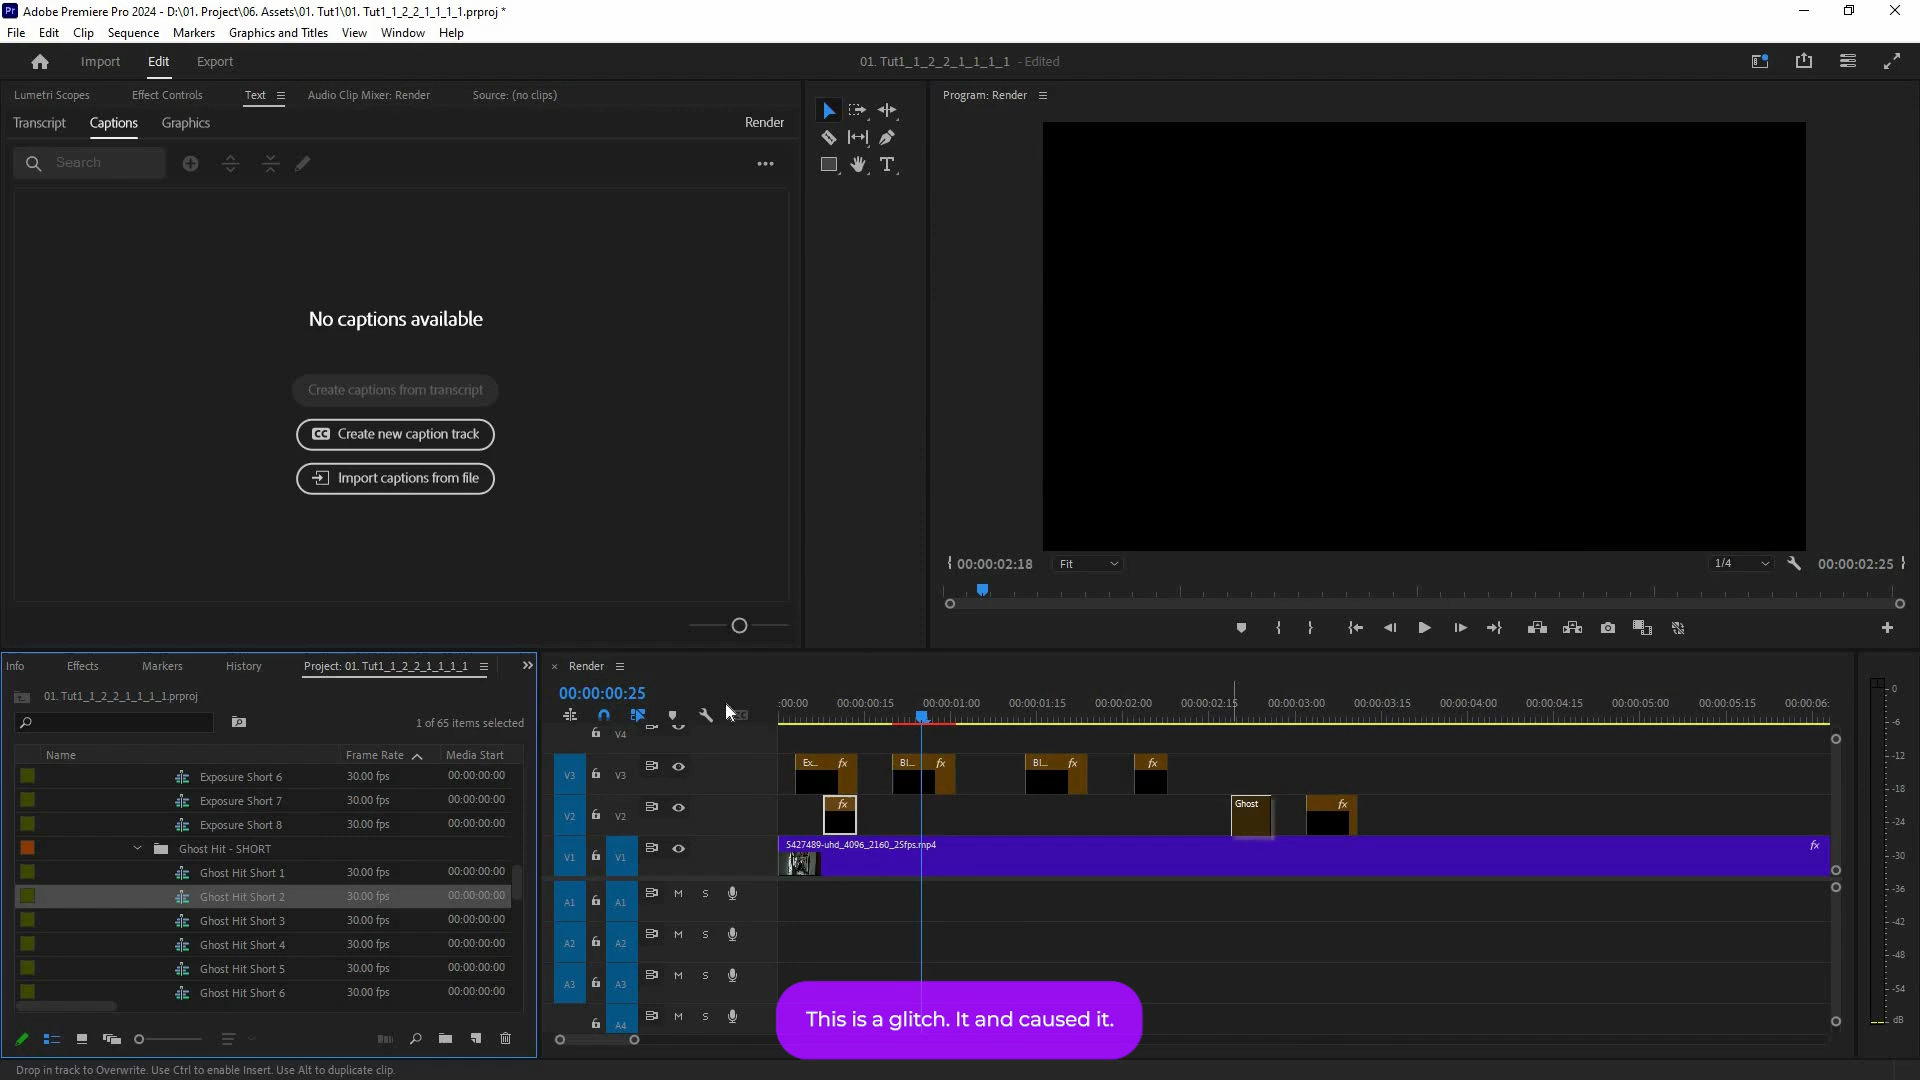 Pr Adobe Premiere Pro 2024 - D:\01. Project\06. Assets\01. Tut1\01. Tut1_1_2_2_1_1_1_1.prproj *
File Edit Clip Sequence Markers Graphics and Titles View Window Help
Import Edit Export
01. Tut1_1_2_2_1_1_1_1 - Edited
Lumetri Scopes Effect Controls Text Audio Clip Mixer: Render Source: (no clips)
Program: Render
Transcript Captions Graphics Render
Search
No captions available
Create captions from transcript
CC Create new caption track
Import captions from file
00:00:02:18 Fit 1/4 00:00:02:25
Info Effects Markers History Project: 01. Tut1_1_2_2_1_1_1_1
01. Tut1_1_2_2_1_1_1_1.prproj
1 of 65 items selected
Name Frame Rate Media Start
Exposure Short 6 30.00 fps 00:00:00:00
Exposure Short 7 30.00 fps 00:00:00:00
Exposure Short 8 30.00 fps 00:00:00:00
Ghost Hit - SHORT
Ghost Hit Short 1 30.00 fps 00:00:00:00
Ghost Hit Short 2 30.00 fps 00:00:00:00
Ghost Hit Short 3 30.00 fps 00:00:00:00
Ghost Hit Short 4 30.00 fps 00:00:00:00
Ghost Hit Short 5 30.00 fps 00:00:00:00
Ghost Hit Short 6 30.00 fps 00:00:00:00
× Render
00:00:00:25
:00:00 00:00:00:15 00:00:01:00 00:00:01:15 00:00:02:00 00:00:02:15 00:00:03:00 00:00:03:15 00:00:04:00 00:00:04:15 00:00:05:00 00:00:05:15 00:00:06:
V4
V3 V3 Ex... fx Bl... fx Bl... fx fx
V2 V2 fx Ghost fx
V1 V1 S427489-uhd_4096_2160_25fps.mp4 fx
A1 A1 M S
A2 A2 M S
A3 A3 M S
A4 M S
0
-6
-12
-18
-24
-30
-36
-42
-48
-54
dB
This is a glitch. It and caused it.
Drop in track to Overwrite. Use Ctrl to enable Insert. Use Alt to duplicate clip.